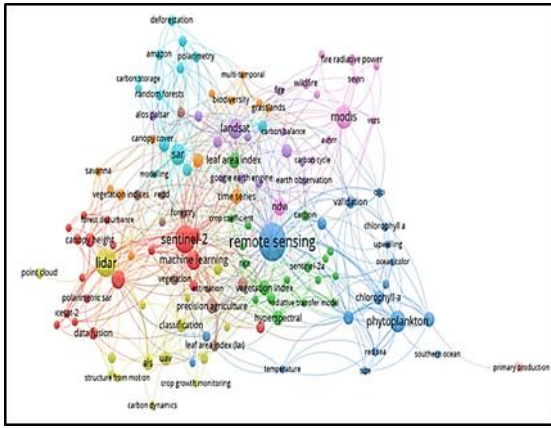 deforestation
amazon
polarimetry
carbon storage
random forests
alos palsar
multi-temporal
biodiversity
fire
wildfire
fire radiative power
grasslands
modis
landsat
canopy cover
sar
carbon balance
leaf area index
carbon cycle
google earth engine
earth observation
savanna
modelling
vegetation indices
redd
time series
ndvi
forest disturbance
forestry
crop coefficient
carbon
validation
canopy height
sentinel-2
remote sensing
chlorophyll a
upwelling
ocean color
lidar
machine learning
rice
sentinel-2a
point cloud
vegetation
estimation
vegetation index
radiative transfer model
polarimetric sar
precision agriculture
chlorophyll-a
icesat-2
hyperspectral
phytoplankton
data fusion
classification
leaf area index (lai)
red sea
southern ocean
als
uav
structure from motion
crop growth monitoring
temperature
primary production
carbon dynamics